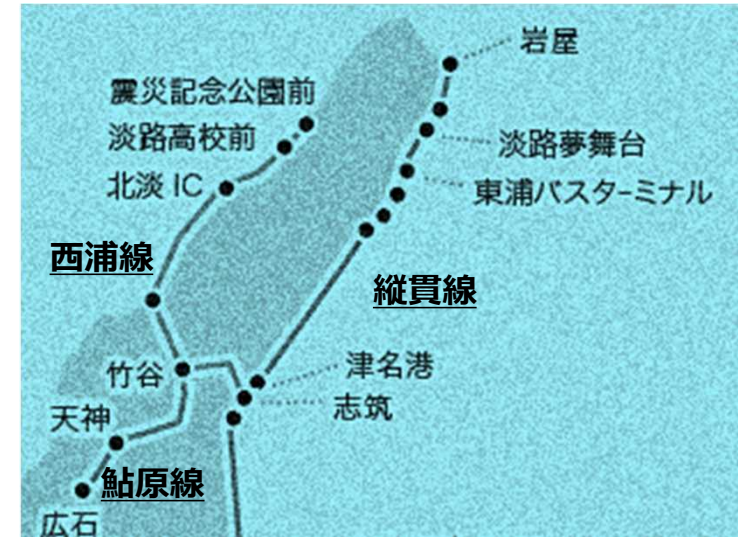 岩屋
震災記念公園前
淡路高校前
淡路夢舞台
北淡 IC
東浦バスターミナル
西浦線
縦貫線
竹谷
津名港
志筑
天神
鮎原線
広石